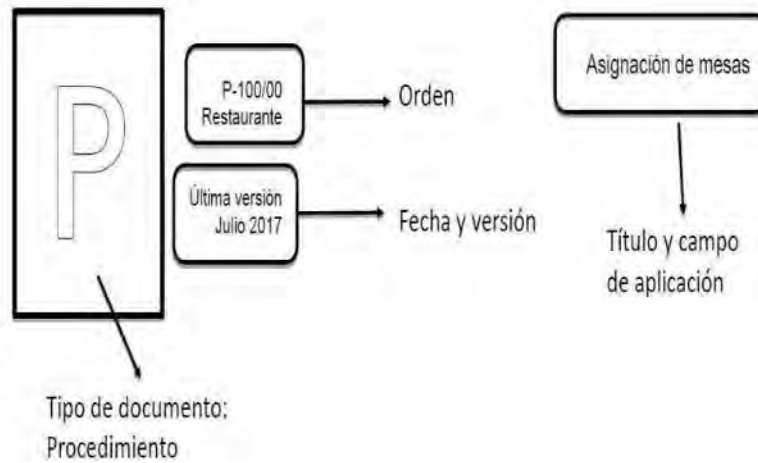 P
P-100/00
Restaurante
Orden
Asignación de mesas
Última versión
Julio 2017
Fecha y versión
Título y campo
de aplicación
Tipo de documento:
Procedimiento